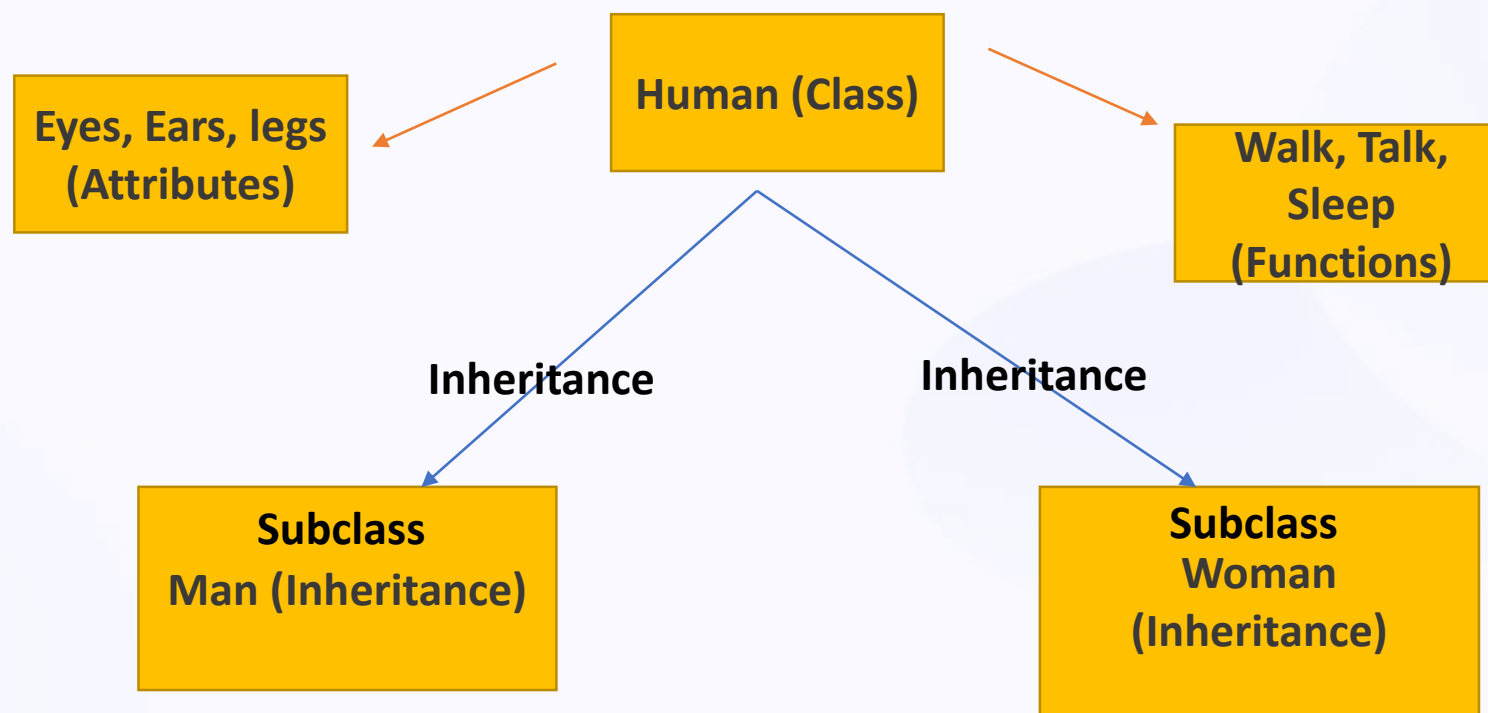 Human (Class)
Eyes, Ears, legs
(Attributes)
Walk, Talk,
Sleep
(Functions)
Inheritance
Inheritance
Subclass
Man (Inheritance)
Subclass
Woman
(Inheritance)